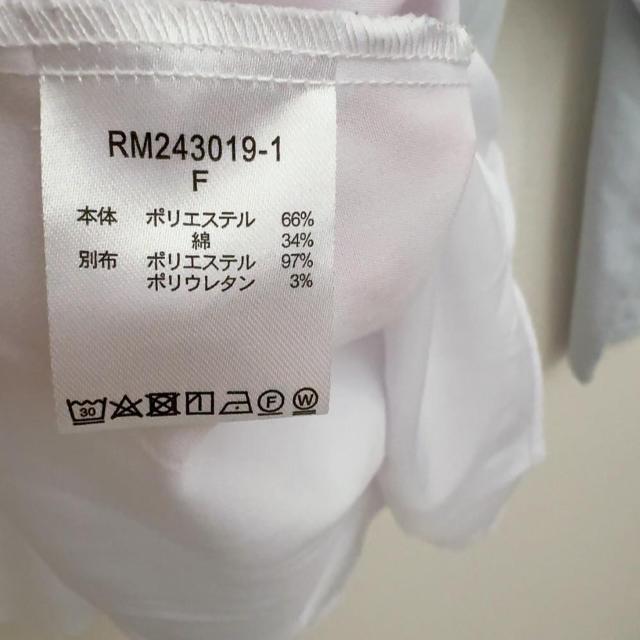 RM243019-1
F
本体 ポリエステル 66%
綿 34%
別布 ポリエステル 97%
ポリウレタン 3%
30 F W